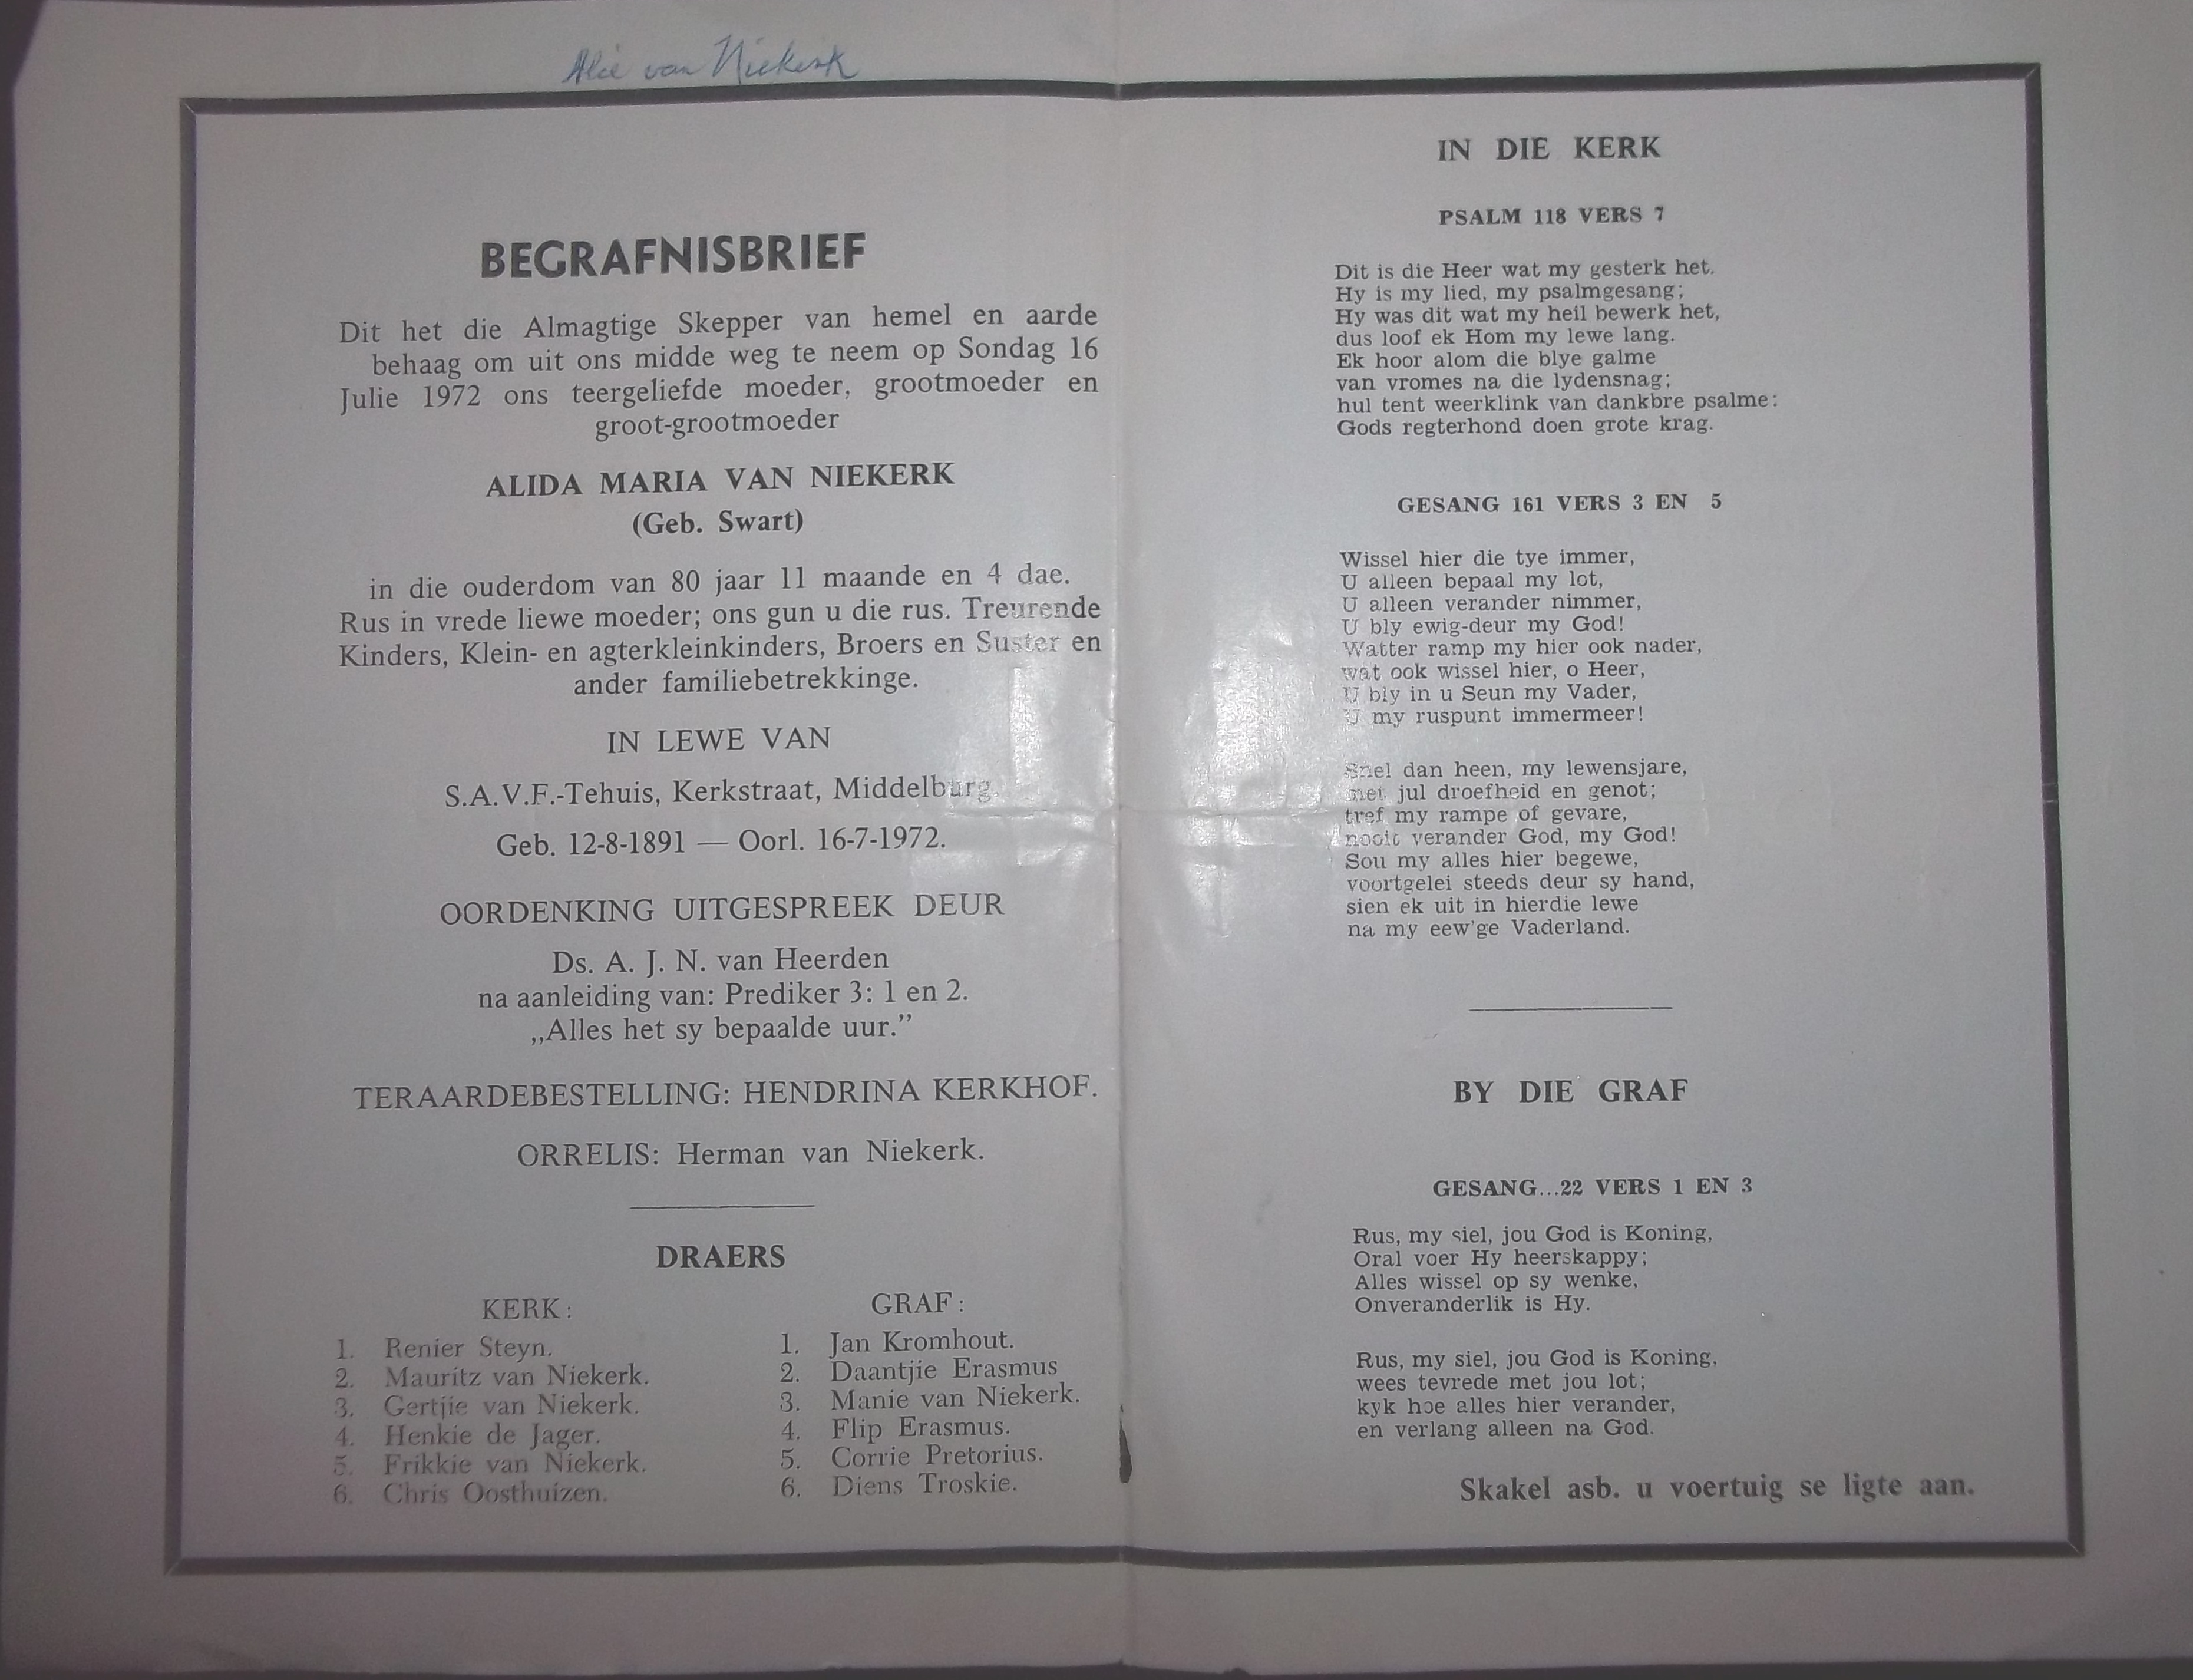 Alie van Niekerk
BEGRAFNISBRIEF
Dit het die Almagtige Skepper van hemel en aarde
behaag om uit ons midde weg te neem op Sondag 16
Julie 1972 ons teergeliefde moeder, grootmoeder en
groot-grootmoeder
ALIDA MARIA VAN NIEKERK
(Geb. Swart)
in die ouderdom van 80 jaar 11 maande en 4 dae.
Rus in vrede liewe moeder; ons gun u die rus. Treurende
Kinders, Klein- en agterkleinkinders, Broers en Suster en
ander familiebetrekkinge.
IN LEWE VAN
S.A.V.F.-Tehuis, Kerkstraat, Middelburg.
Geb. 12-8-1891 — Oorl. 16-7-1972.
OORDENKING UITGESPREEK DEUR
Ds. A. J. N. van Heerden
na aanleiding van: Prediker 3: 1 en 2.
„Alles het sy bepaalde uur.”
TERAARDEBESTELLING: HENDRINA KERKHOF.
ORRELIS: Herman van Niekerk.
DRAERS
KERK:
1. Renier Steyn.
2. Mauritz van Niekerk.
3. Gertjie van Niekerk.
4. Henkie de Jager.
5. Frikkie van Niekerk.
6. Chris Oosthuizen.
GRAF:
1. Jan Kromhout.
2. Daantjie Erasmus
3. Manie van Niekerk.
4. Flip Erasmus.
5. Corrie Pretorius.
6. Diens Troskie.
IN DIE KERK
PSALM 118 VERS 7
Dit is die Heer wat my gesterk het.
Hy is my lied, my psalmgesang;
Hy was dit wat my heil bewerk het,
dus loof ek Hom my lewe lang.
Ek hoor alom die blye galme
van vromes na die lydensnag;
hul tent weerklink van dankbre psalme:
Gods regterhond doen grote krag.
GESANG 161 VERS 3 EN 5
Wissel hier die tye immer,
U alleen bepaal my lot,
U alleen verander nimmer,
U bly ewig-deur my God!
Watter ramp my hier ook nader,
wat ook wissel hier, o Heer,
U bly in u Seun my Vader,
U my ruspunt immermeer!
Snel dan heen, my lewensjare,
met jul droefheid en genot;
tref my rampe of gevare,
nooit verander God, my God!
Sou my alles hier begewe,
voortgelei steeds deur sy hand,
sien ek uit in hierdie lewe
na my eew'ge Vaderland.
BY DIE GRAF
GESANG...22 VERS 1 EN 3
Rus, my siel, jou God is Koning,
Oral voer Hy heerskappy;
Alles wissel op sy wenke,
Onveranderlik is Hy.
Rus, my siel, jou God is Koning,
wees tevrede met jou lot;
kyk hoe alles hier verander,
en verlang alleen na God.
Skakel asb. u voertuig se ligte aan.